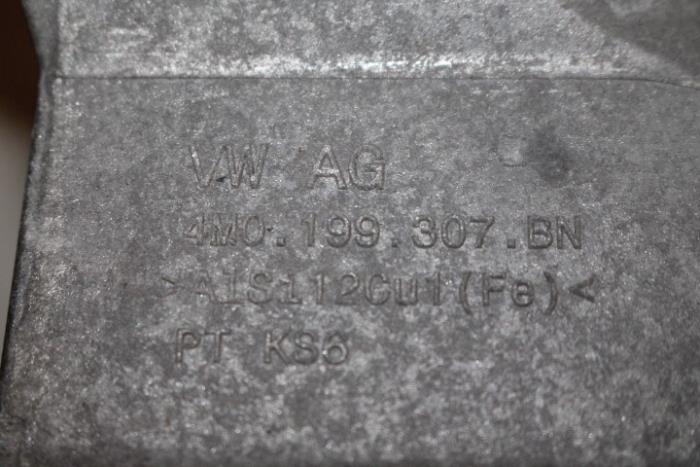 VW AG
4M0.199.307.BN
>AlSi12Cu1(Fe)<
PT KS6